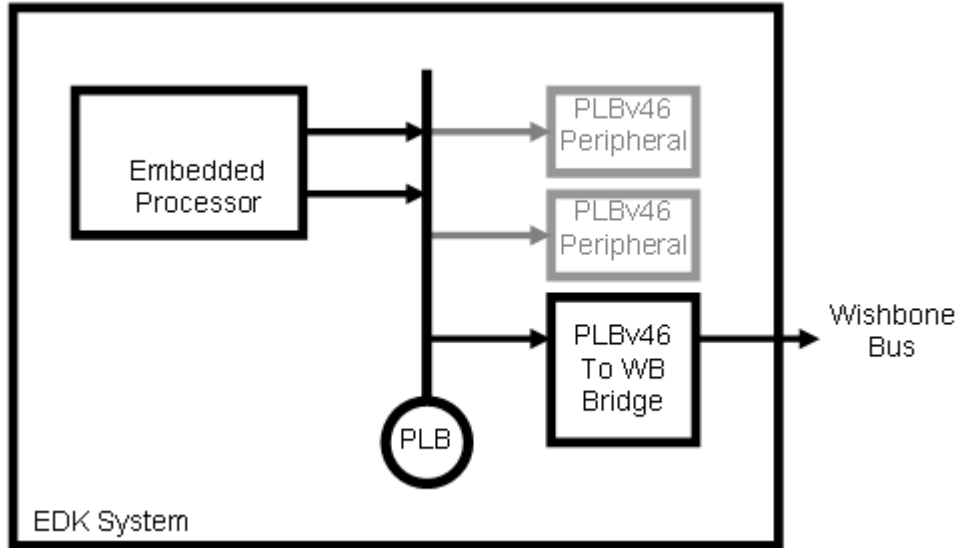 Embedded
Processor
PLBv46
Peripheral
PLBv46
Peripheral
PLBv46
To WB
Bridge
Wishbone
Bus
PLB
EDK System